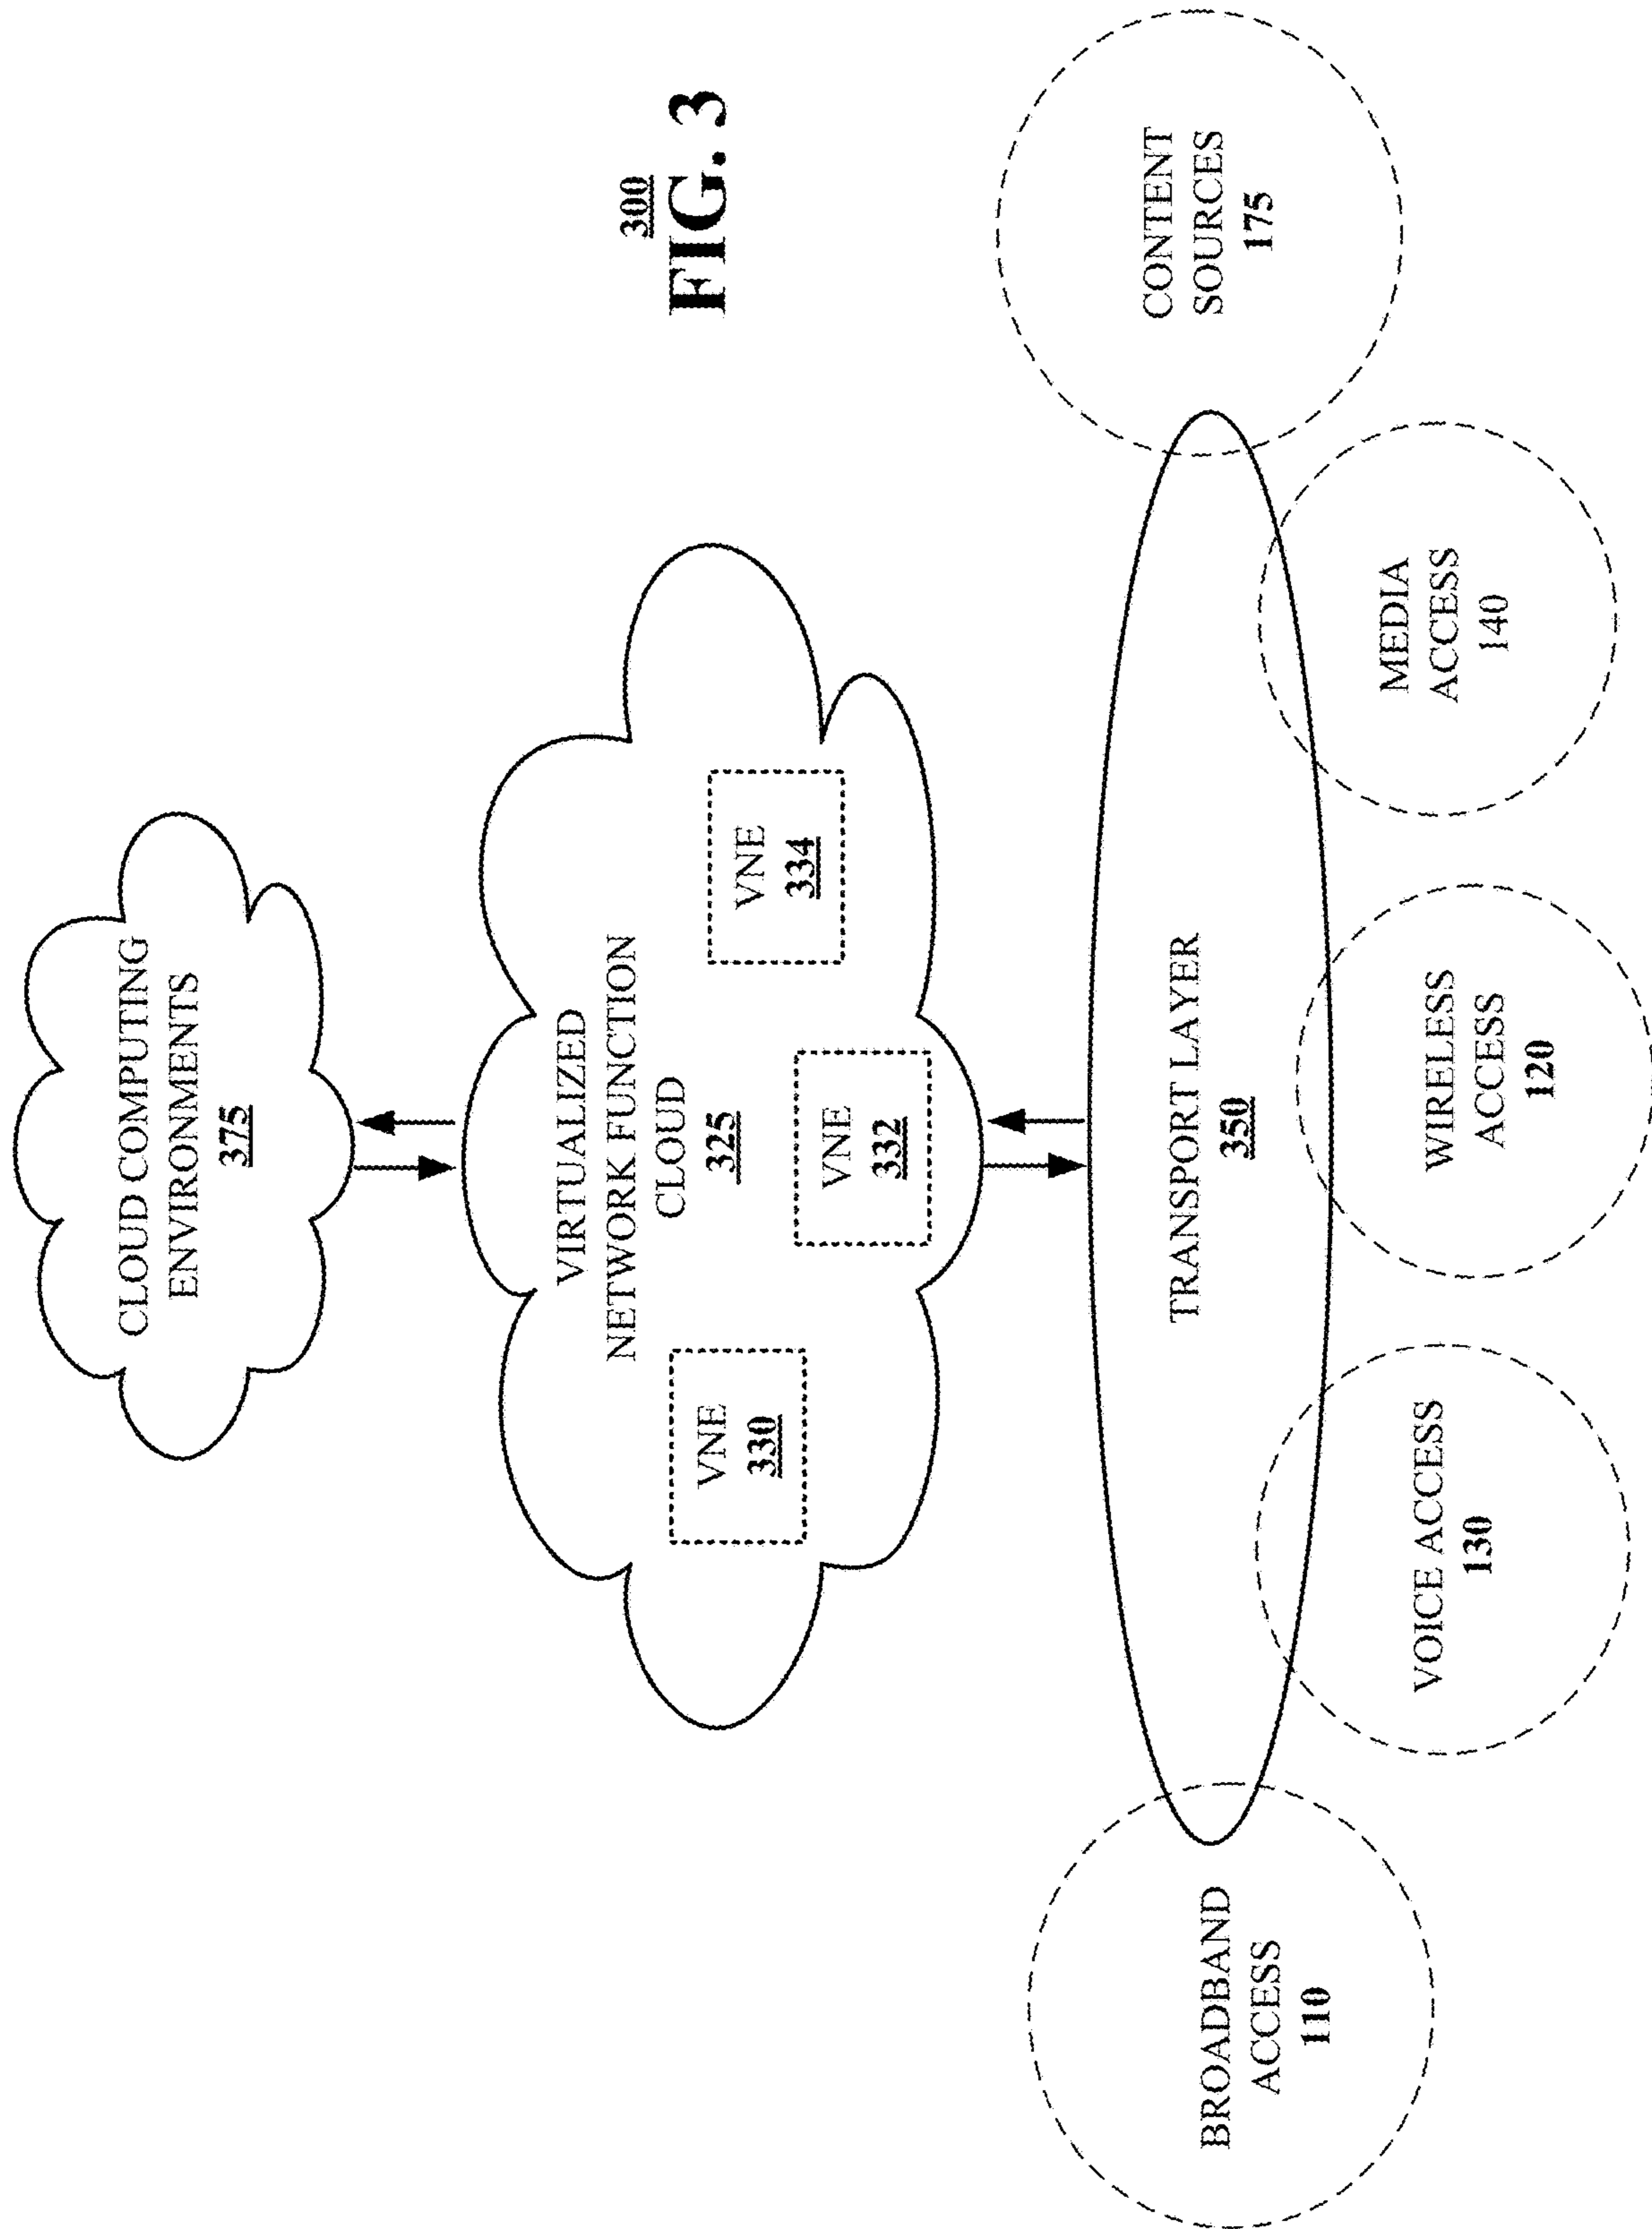 CLOUD COMPUTING
ENVIRONMENTS
375
VIRTUALIZED
NETWORK FUNCTION
CLOUD
325
VNE
330
VNE
332
VNE
334
300
FIG. 3
TRANSPORT LAYER
350
BROADBAND
ACCESS
110
VOICE ACCESS
130
WIRELESS
ACCESS
120
MEDIA
ACCESS
140
CONTENT
SOURCES
175